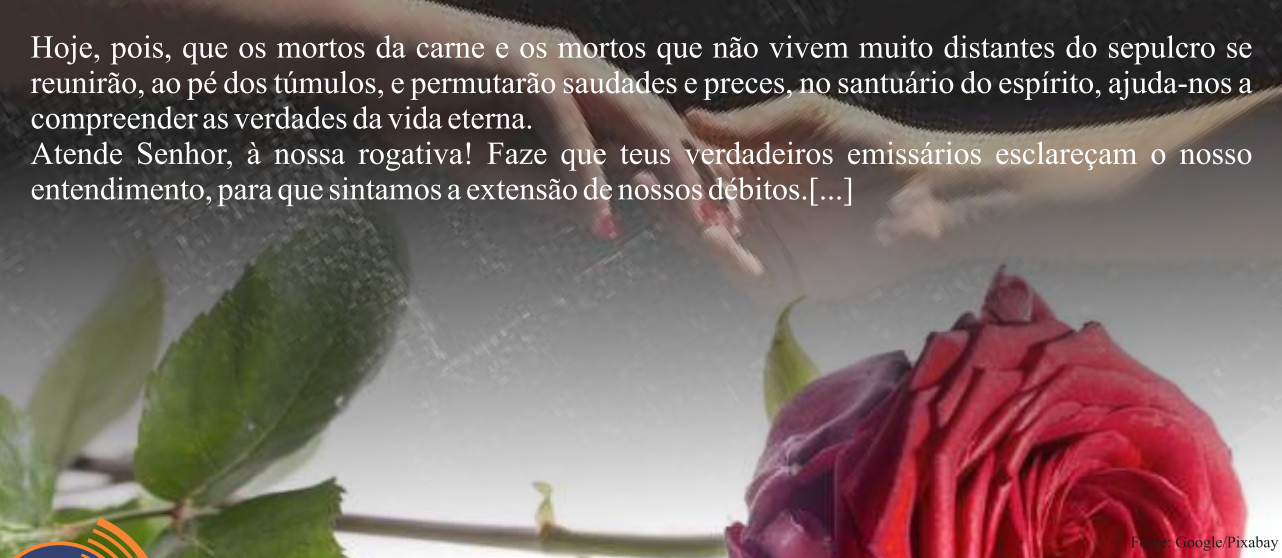 Hoje, pois, que os mortos da carne e os mortos que não vivem muito distantes do sepulcro se
reunirão, ao pé dos túmulos, e permutarão saudades e preces, no santuário do espírito, ajuda-nos a
compreender as verdades da vida eterna.
Atende Senhor, à nossa rogativa! Faze que teus verdadeiros emissários esclareçam o nosso
entendimento, para que sintamos a extensão de nossos débitos.[...]
Fonte: Google/Pixabay